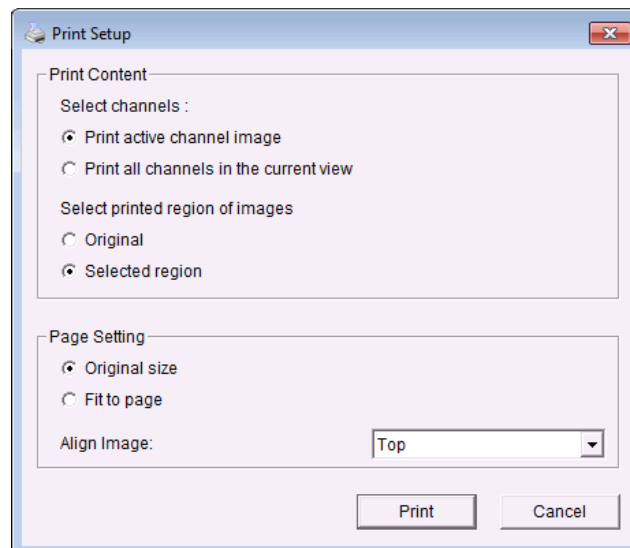 Print Setup
Print Content
Select channels :
Print active channel image
Print all channels in the current view
Select printed region of images
Original
Selected region
Page Setting
Original size
Fit to page
Align Image: Top
Print Cancel